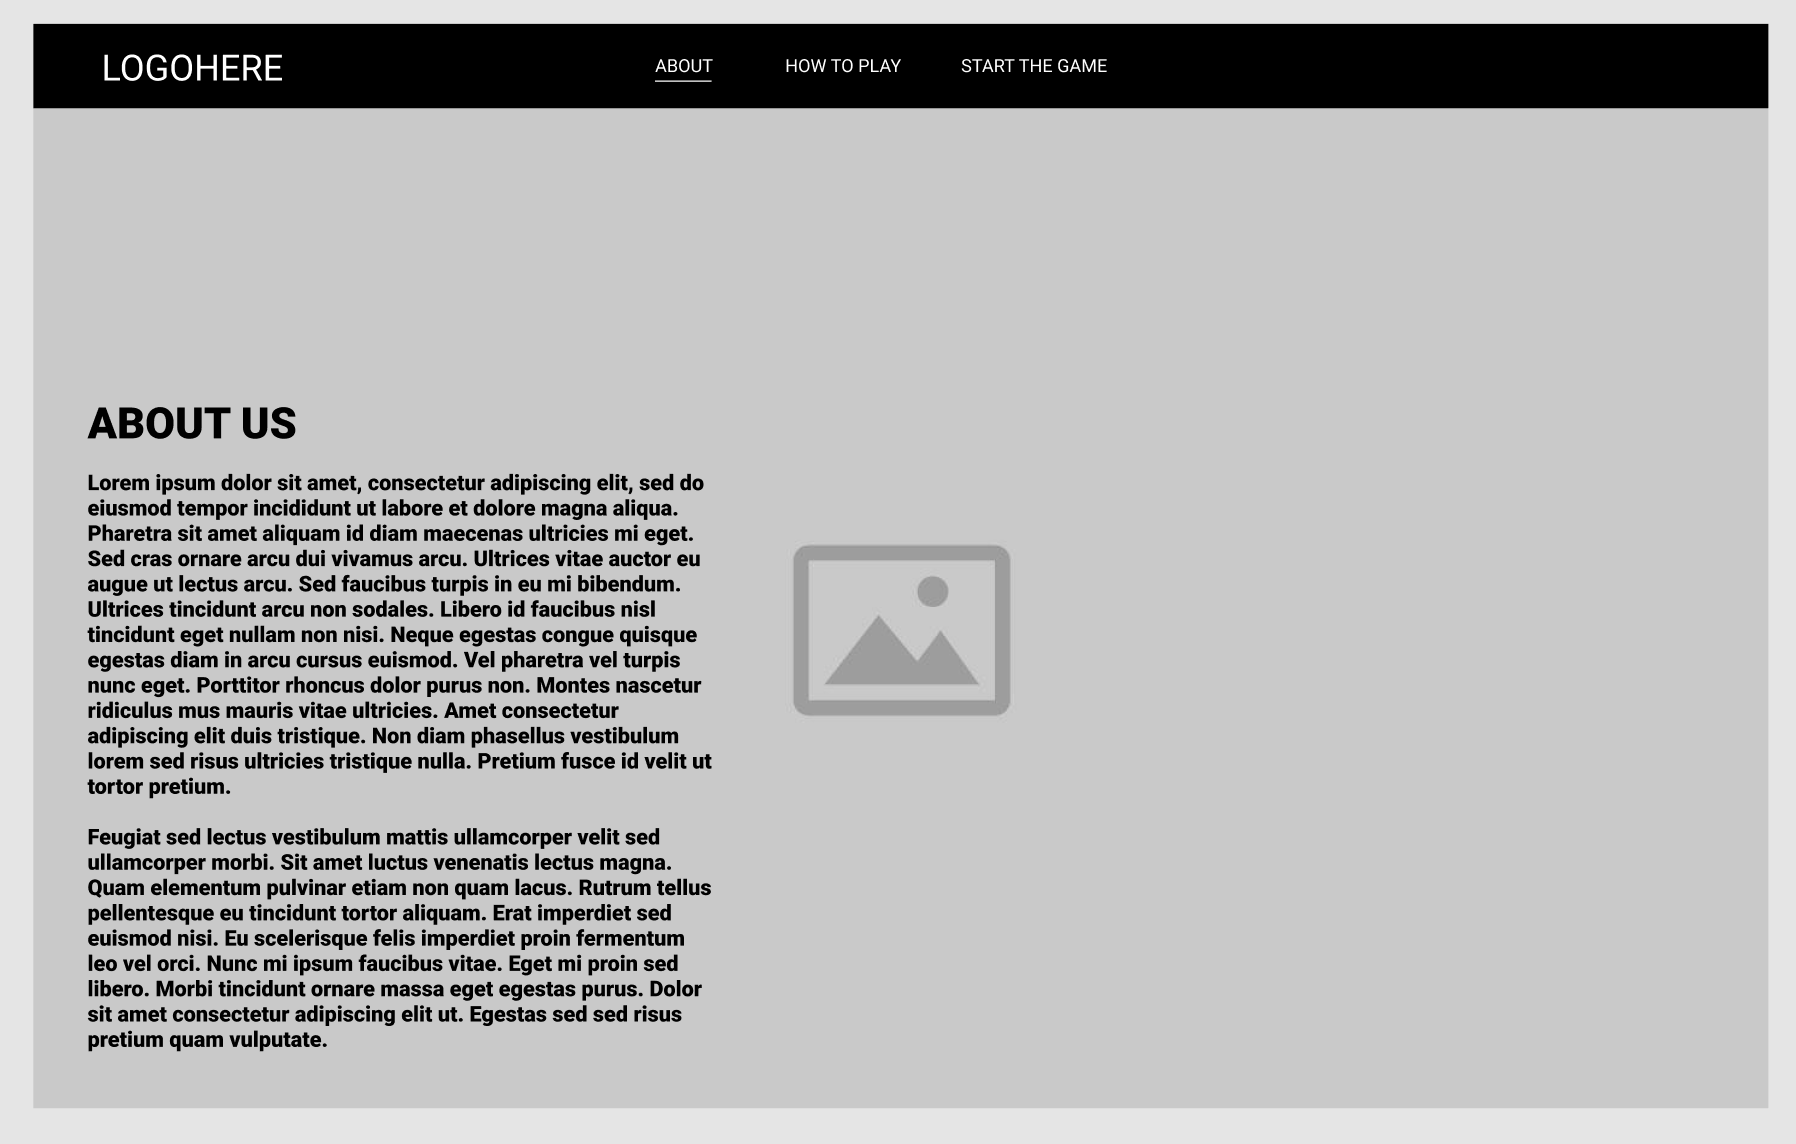 LOGOHERE
ABOUT
HOW TO PLAY
START THE GAME
ABOUT US
Lorem ipsum dolor sit amet, consectetur adipiscing elit, sed do
eiusmod tempor incididunt ut labore et dolore magna aliqua.
Pharetra sit amet aliquam id diam maecenas ultricies mi eget.
Sed cras ornare arcu dui vivamus arcu. Ultrices vitae auctor eu
augue ut lectus arcu. Sed faucibus turpis in eu mi bibendum.
Ultrices tincidunt arcu non sodales. Libero id faucibus nisl
tincidunt eget nullam non nisi. Neque egestas congue quisque
egestas diam in arcu cursus euismod. Vel pharetra vel turpis
nunc eget. Porttitor rhoncus dolor purus non. Montes nascetur
ridiculus mus mauris vitae ultricies. Amet consectetur
adipiscing elit duis tristique. Non diam phasellus vestibulum
lorem sed risus ultricies tristique nulla. Pretium fusce id velit ut
tortor pretium.
Feugiat sed lectus vestibulum mattis ullamcorper velit sed
ullamcorper morbi. Sit amet luctus venenatis lectus magna.
Quam elementum pulvinar etiam non quam lacus. Rutrum tellus
pellentesque eu tincidunt tortor aliquam. Erat imperdiet sed
euismod nisi. Eu scelerisque felis imperdiet proin fermentum
leo vel orci. Nunc mi ipsum faucibus vitae. Eget mi proin sed
libero. Morbi tincidunt ornare massa eget egestas purus. Dolor
sit amet consectetur adipiscing elit ut. Egestas sed sed risus
pretium quam vulputate.